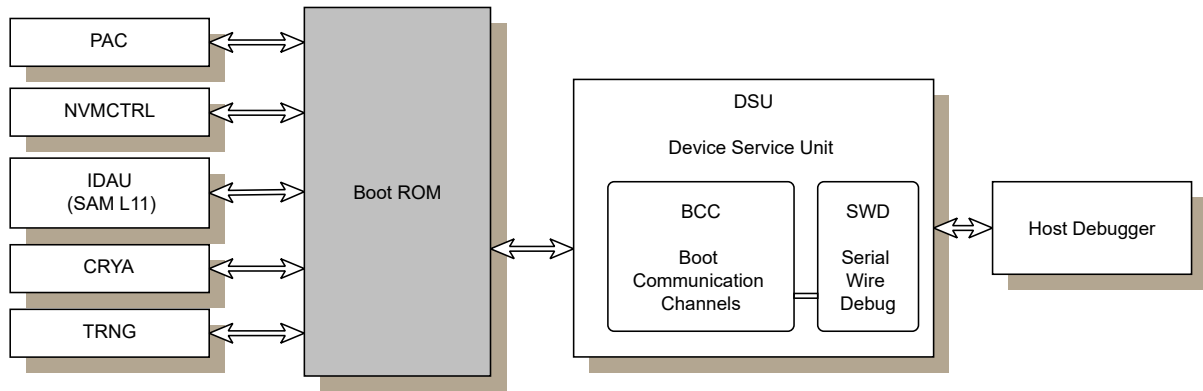 PAC
NVMCTRL
IDAU
(SAM L11)
CRYA
TRNG
Boot ROM
DSU
Device Service Unit
BCC
Boot
Communication
Channels
SWD
Serial
Wire
Debug
Host Debugger